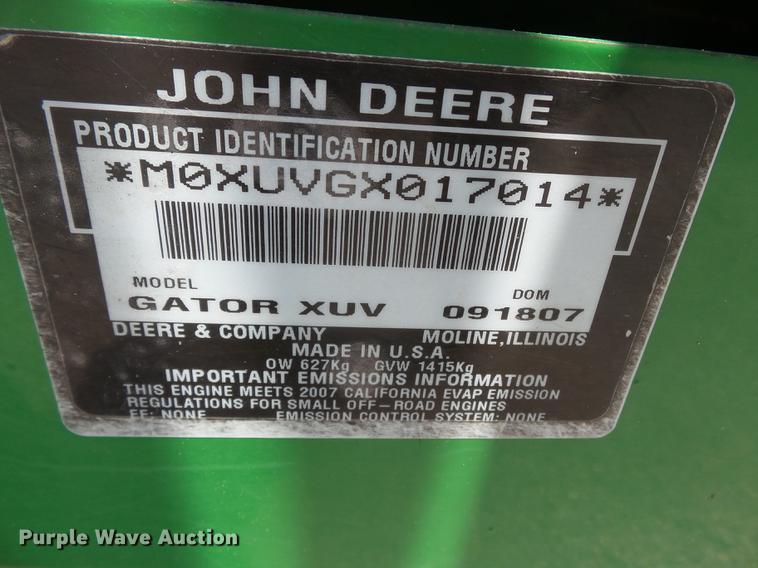 JOHN DEERE
PRODUCT IDENTIFICATION NUMBER
*M0XUVGX017014*
MODEL DOM
GATOR XUV 091807
DEERE & COMPANY MOLINE, ILLINOIS
MADE IN U.S.A.
OW 627Kg GVW 1415Kg
IMPORTANT EMISSIONS INFORMATION
THIS ENGINE MEETS 2007 CALIFORNIA EVAP EMISSION
REGULATIONS FOR SMALL OFF-ROAD ENGINES
EF: NONE EMISSION CONTROL SYSTEM: NONE
Purple Wave Auction